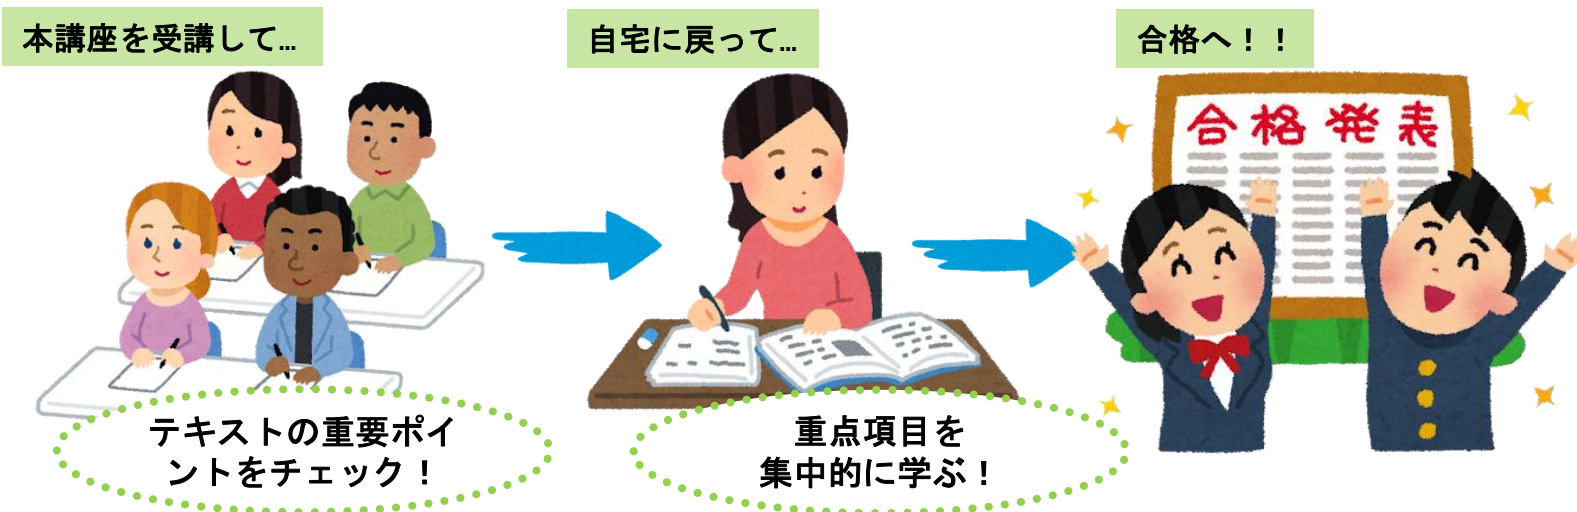 本講座を受講して…
自宅に戻って…
合格へ！！
合格発表
テキストの重要ポイ
ントをチェック！
重点項目を
集中的に学ぶ！